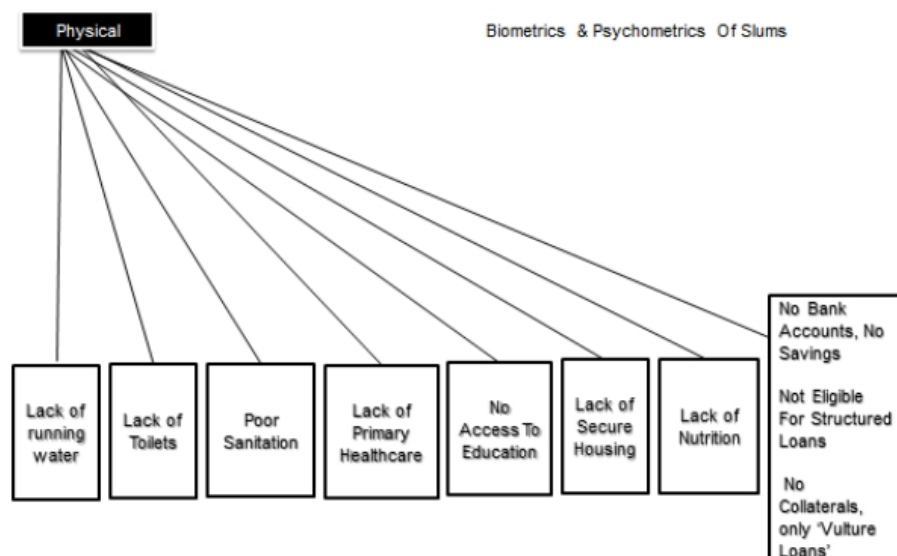 Physical
Biometrics & Psychometrics Of Slums
Lack of
running
water
Lack of
Toilets
Poor
Sanitation
Lack of
Primary
Healthcare
No
Access To
Education
Lack of
Secure
Housing
Lack of
Nutrition
No Bank
Accounts, No
Savings
Not Eligible
For Structured
Loans
No
Collaterals,
only ‘Vulture
Loans’